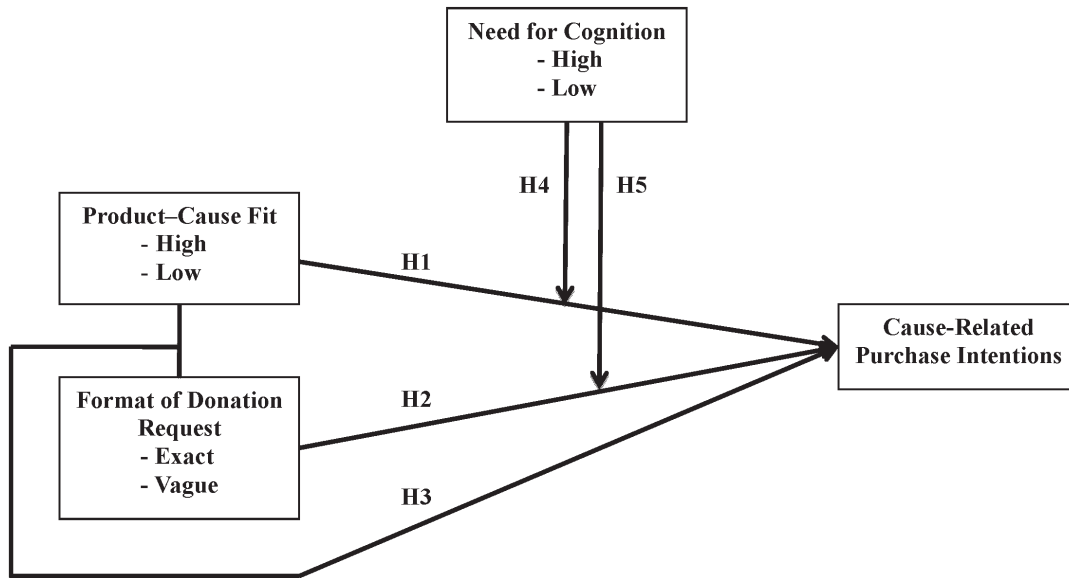 Need for Cognition
- High
- Low
H4
H5
Product–Cause Fit
- High
- Low
H1
Cause-Related
Purchase Intentions
Format of Donation
Request
- Exact
- Vague
H2
H3